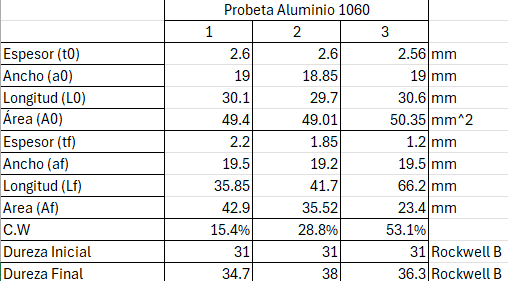 Probeta Aluminio 1060
1 2 3
Espesor (t0) 2.6 2.6 2.56 mm
Ancho (a0) 19 18.85 19 mm
Longitud (L0) 30.1 29.7 30.6 mm
Área (A0) 49.4 49.01 50.35 mm^2
Espesor (tf) 2.2 1.85 1.2 mm
Ancho (af) 19.5 19.2 19.5 mm
Longitud (Lf) 35.85 41.7 66.2 mm
Area (Af) 42.9 35.52 23.4 mm
C.W 15.4% 28.8% 53.1%
Dureza Inicial 31 31 31 Rockwell B
Dureza Final 34.7 38 36.3 Rockwell B